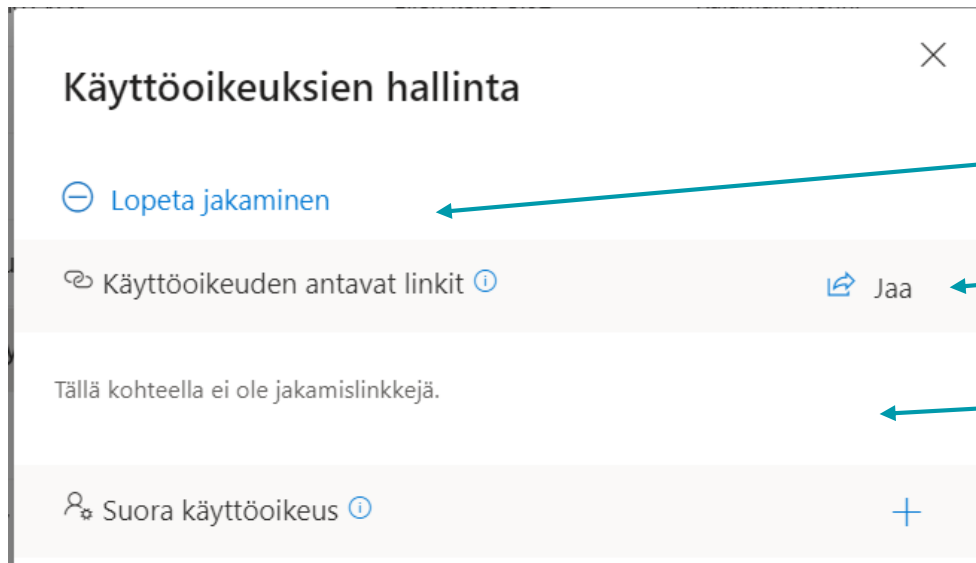 Käyttöoikeuksien hallinta
Lopeta jakaminen
Käyttöoikeuden antavat linkit
Jaa
Tällä kohteella ei ole jakamislinkkejä.
Suora käyttöoikeus